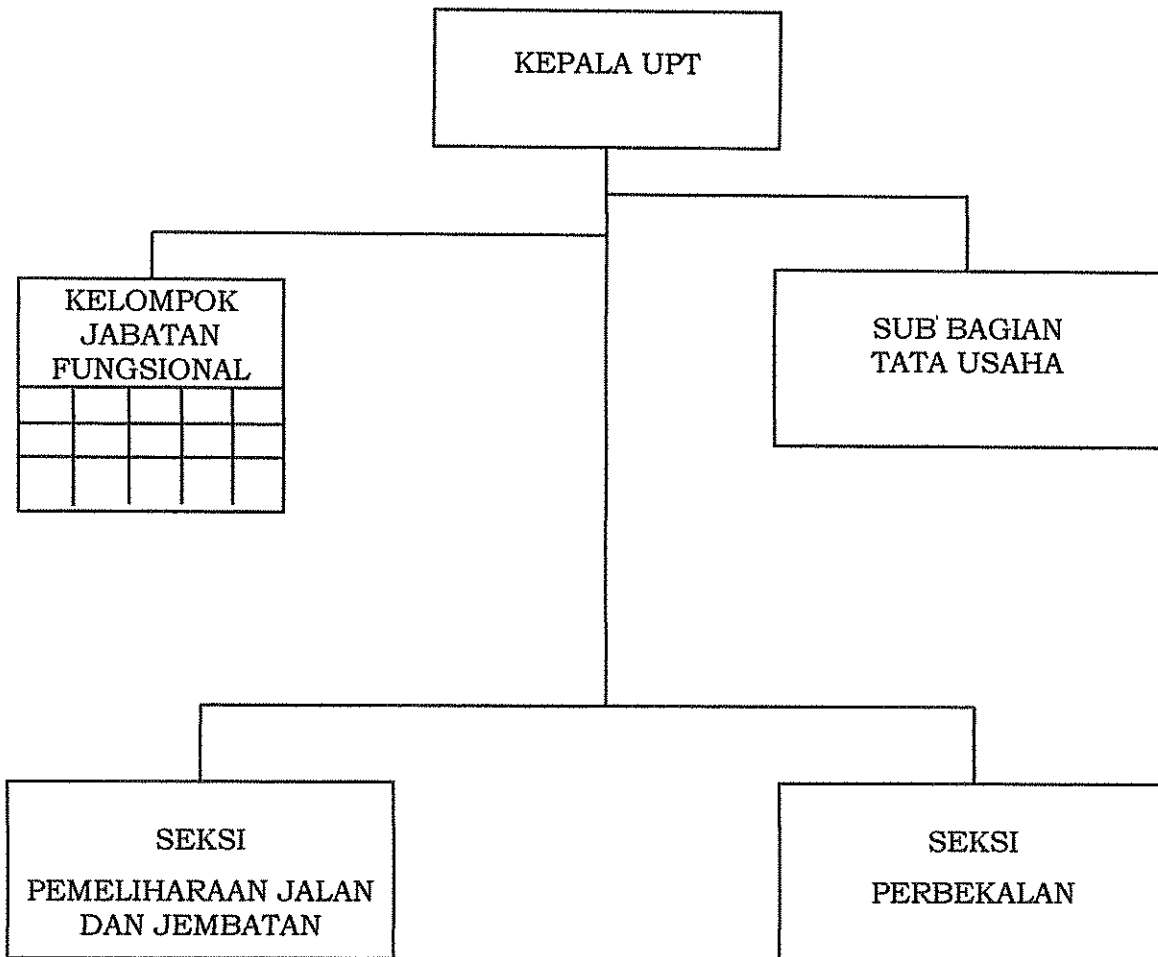 KEPALA UPT
KELOMPOK
JABATAN
FUNGSIONAL
SUB BAGIAN
TATA USAHA
SEKSI
PEMELIHARAAN JALAN
DAN JEMBATAN
SEKSI
PERBEKALAN